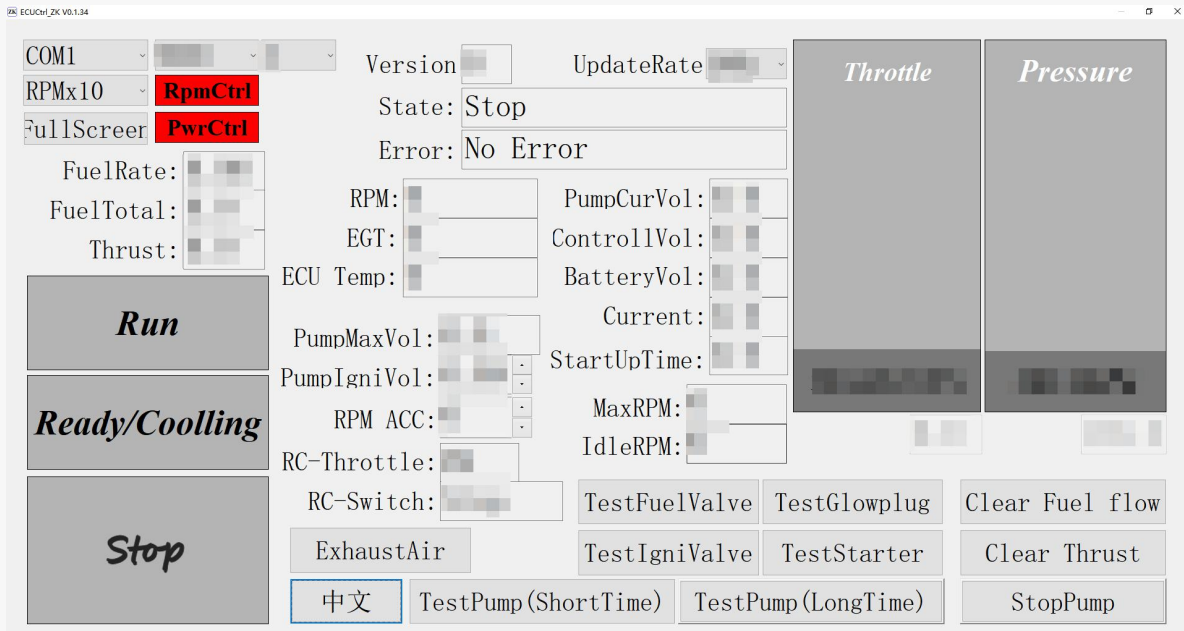 ZK ECUCtrl_ZK V0.1.34
COM1
RPMx10
RpmCtrl
FullScreen
PwrCtrl
FuelRate:
FuelTotal:
Thrust:
Run
Ready/Coolling
Stop
Version
UpdateRate
State: Stop
Error: No Error
RPM:
EGT:
ECU Temp:
PumpCurVol:
ControllVol:
BatteryVol:
Current:
StartUpTime:
PumpMaxVol:
PumpIgniVol:
RPM ACC:
MaxRPM:
IdleRPM:
RC-Throttle:
RC-Switch:
Throttle
Pressure
TestFuelValve
TestGlowplug
Clear Fuel flow
ExhaustAir
TestIgniValve
TestStarter
Clear Thrust
中文
TestPump(ShortTime)
TestPump(LongTime)
StopPump